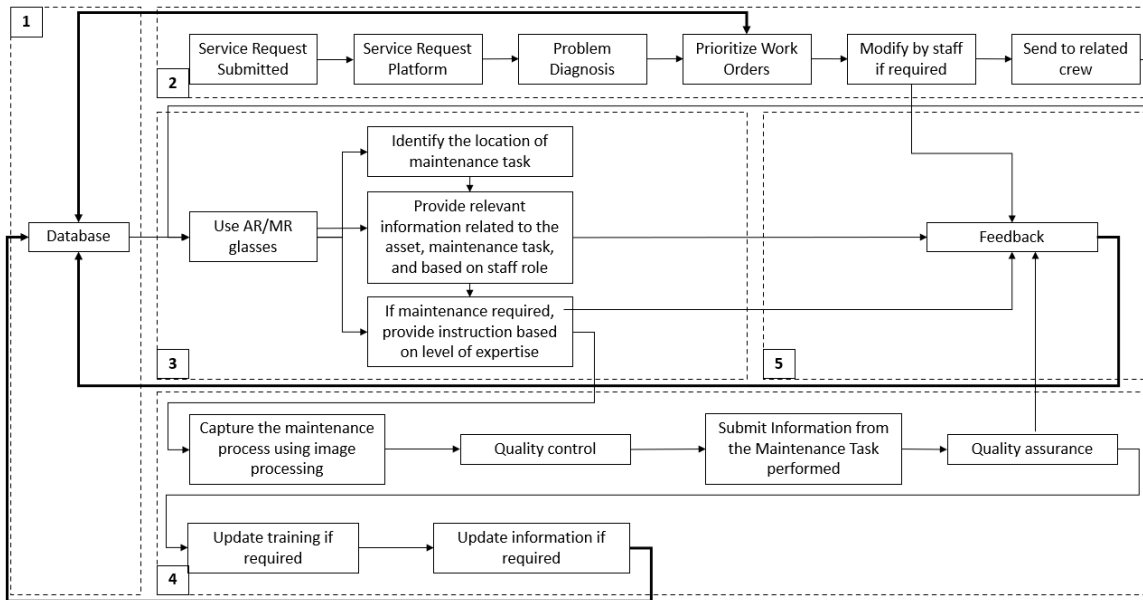 1
Service Request
Submitted
Service Request
Platform
Problem
Diagnosis
Prioritize Work
Orders
Modify by staff
if required
Send to related
crew
2
Database
Use AR/MR
glasses
Identify the location of
maintenance task
Provide relevant
information related to the
asset, maintenance task,
and based on staff role
If maintenance required,
provide instruction based
on level of expertise
3
Feedback
5
Capture the maintenance
process using image
processing
Quality control
Submit Information from
the Maintenance Task
performed
Quality assurance
Update training if
required
Update information if
required
4